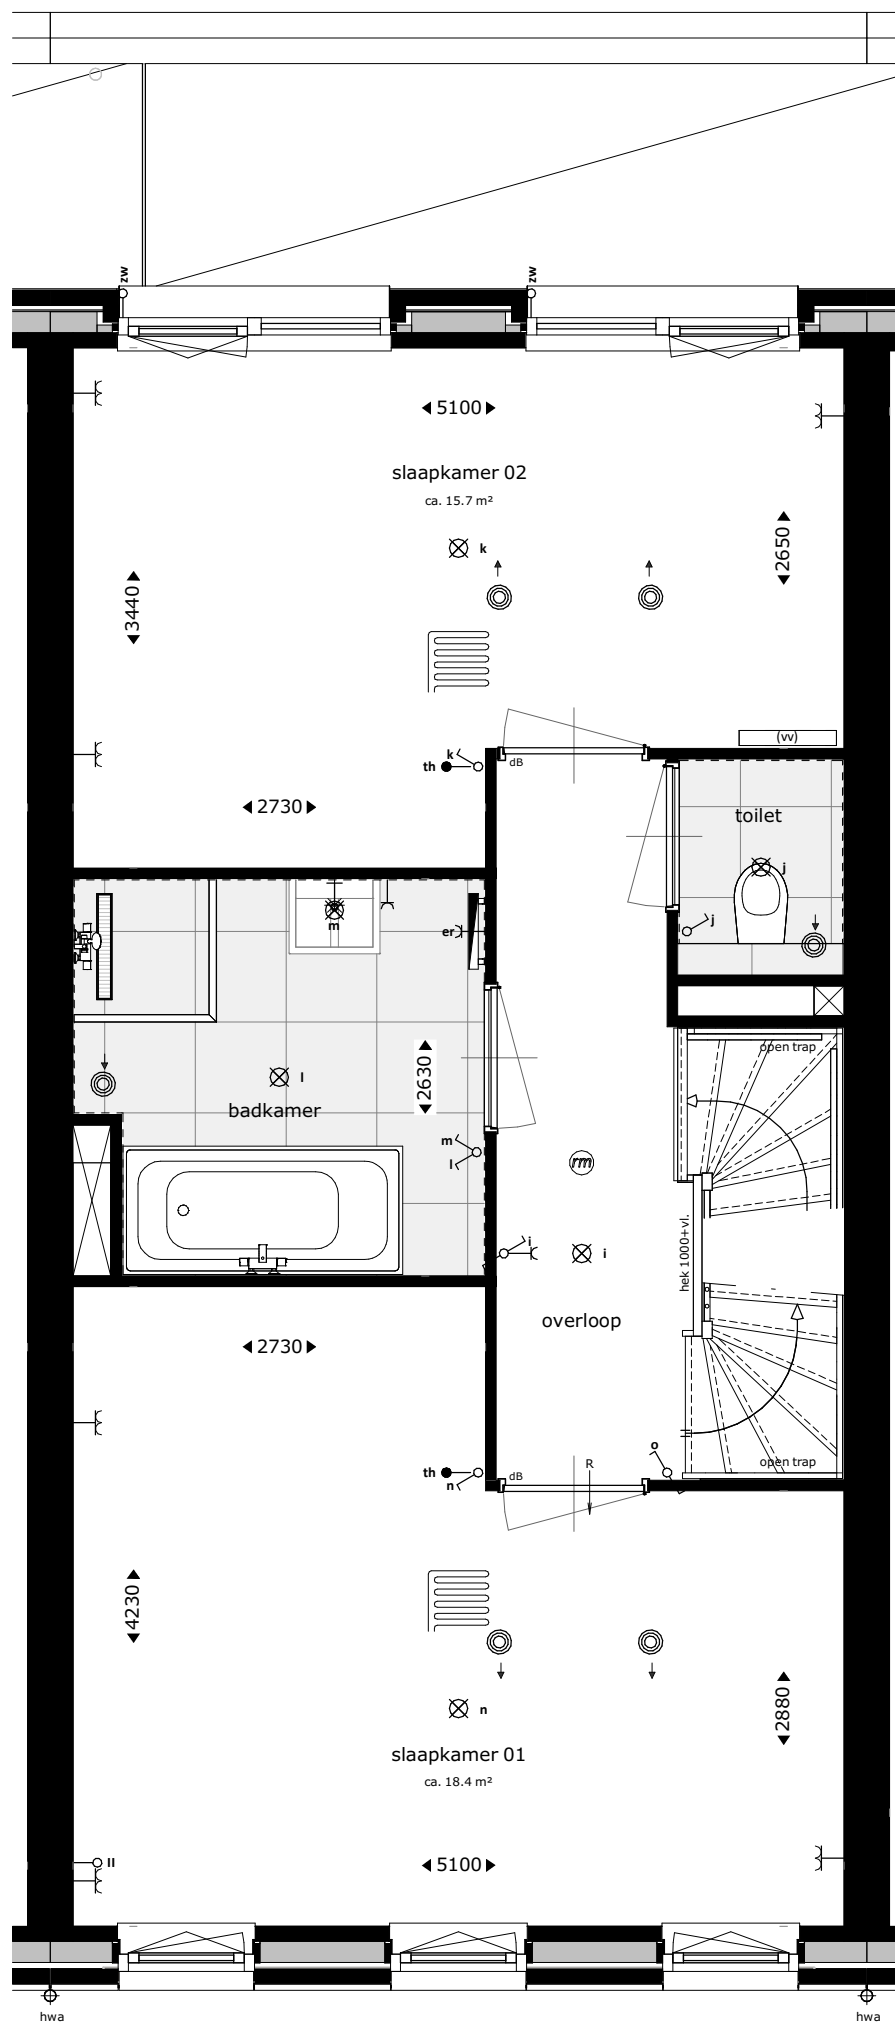 zw
zw
5100
slaapkamer 02
ca. 15.7 m²
k
2650
3440
k
th
dB
(vv)
2730
toilet
j
j
m
er
l
2630
badkamer
m
l
rm
i
i
overloop
open trap
hek 1000+vl.
2730
o
open trap
th
n
dB
R
4230
n
2880
slaapkamer 01
ca. 18.4 m²
ll
5100
hwa
hwa